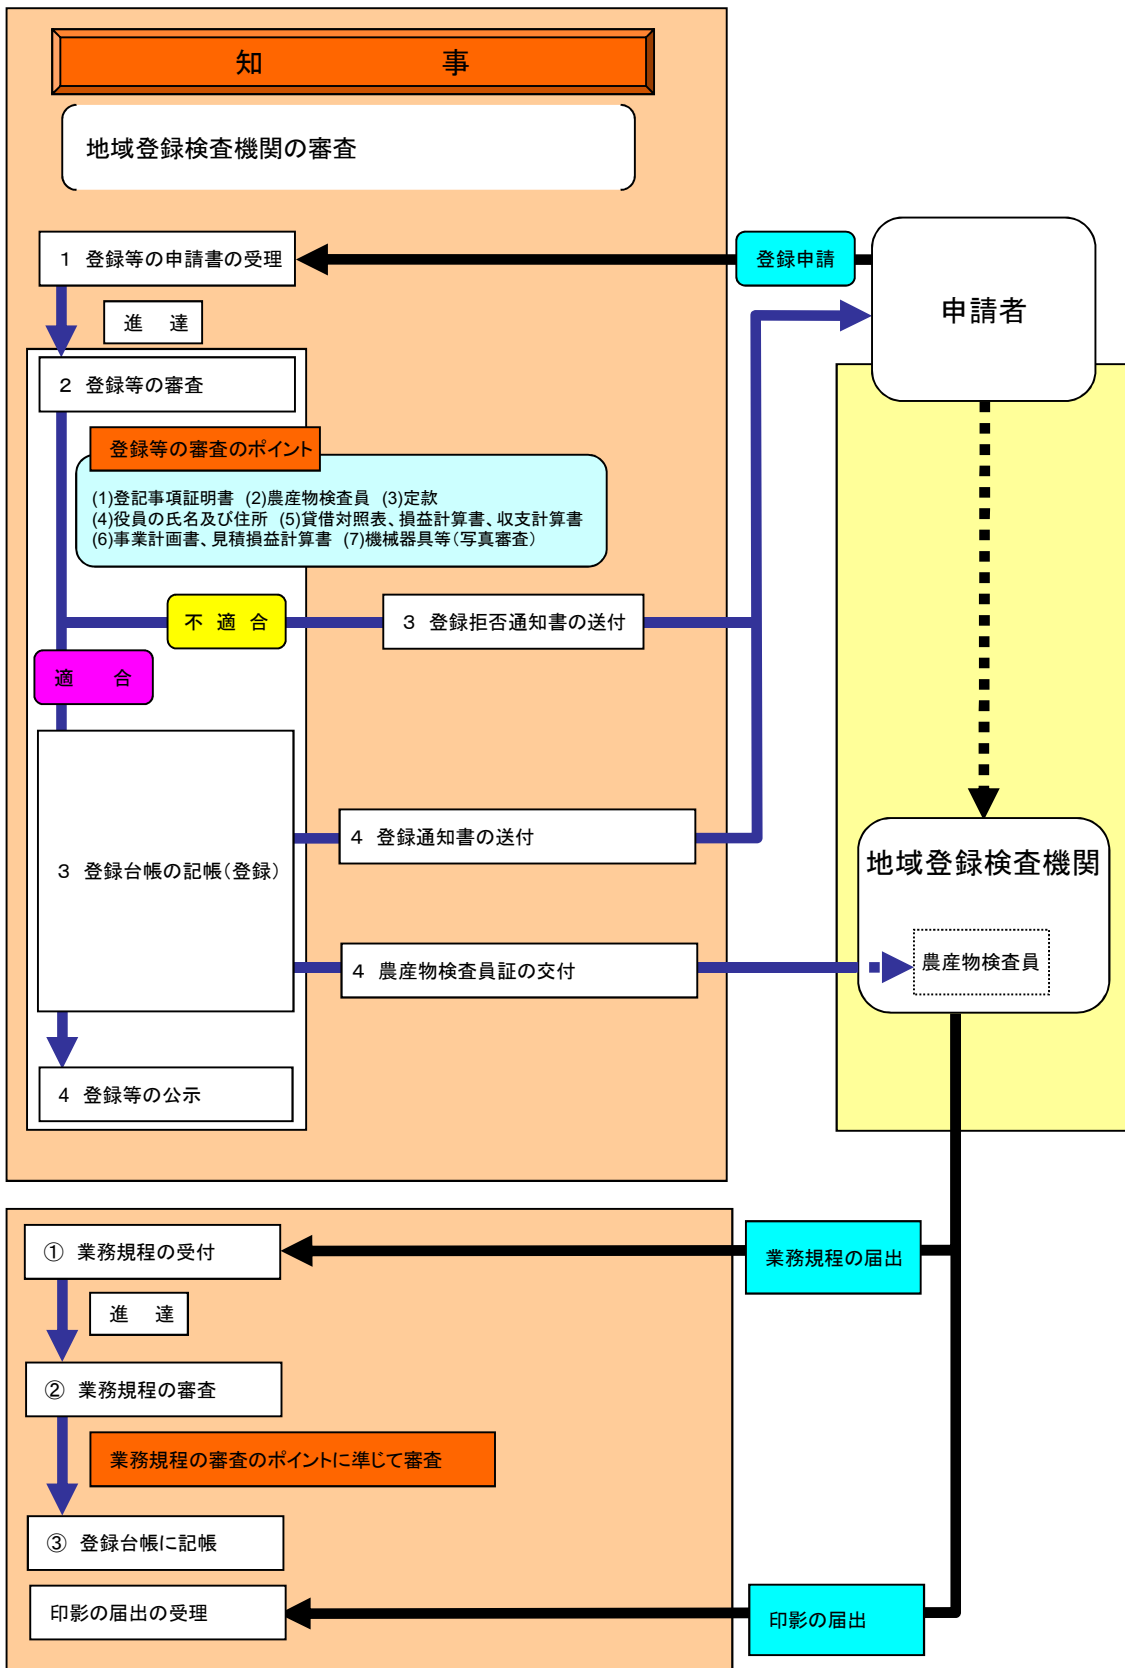 知　　事
地域登録検査機関の審査
1　登録等の申請書の受理
登録申請
申請者
進　達
2　登録等の審査
登録等の審査のポイント
(1)登記事項証明書　(2)農産物検査員　(3)定款
(4)役員の氏名及び住所　(5)貸借対照表、損益計算書、収支計算書
(6)事業計画書、見積損益計算書　(7)機械器具等(写真審査)
不 適 合
3　登録拒否通知書の送付
適　合
3　登録台帳の記帳(登録)
4　登録通知書の送付
地域登録検査機関
4　農産物検査員証の交付
農産物検査員
4　登録等の公示
①　業務規程の受付
業務規程の届出
進　達
②　業務規程の審査
業務規程の審査のポイントに準じて審査
③　登録台帳に記帳
印影の届出の受理
印影の届出